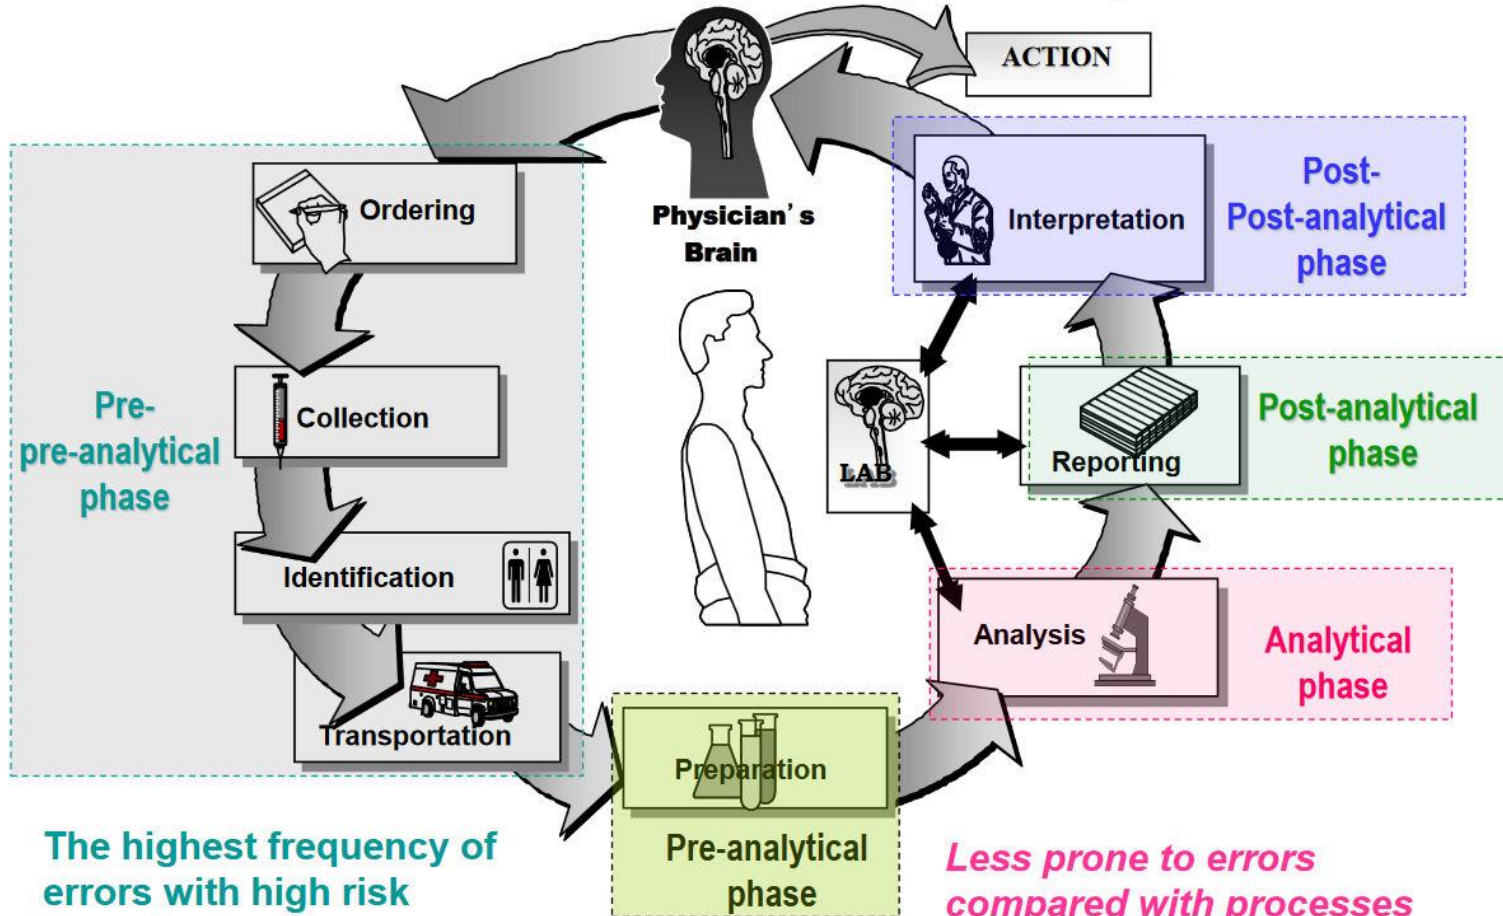 ACTION
Physician's
Brain
Ordering
Collection
Identification
Transportation
Pre-
pre-analytical
phase
Preparation
Pre-analytical
phase
Analysis
Analytical
phase
LAB
Reporting
Post-analytical
phase
Interpretation
Post-
Post-analytical
phase
The highest frequency of
errors with high risk
Less prone to errors
compared with processes